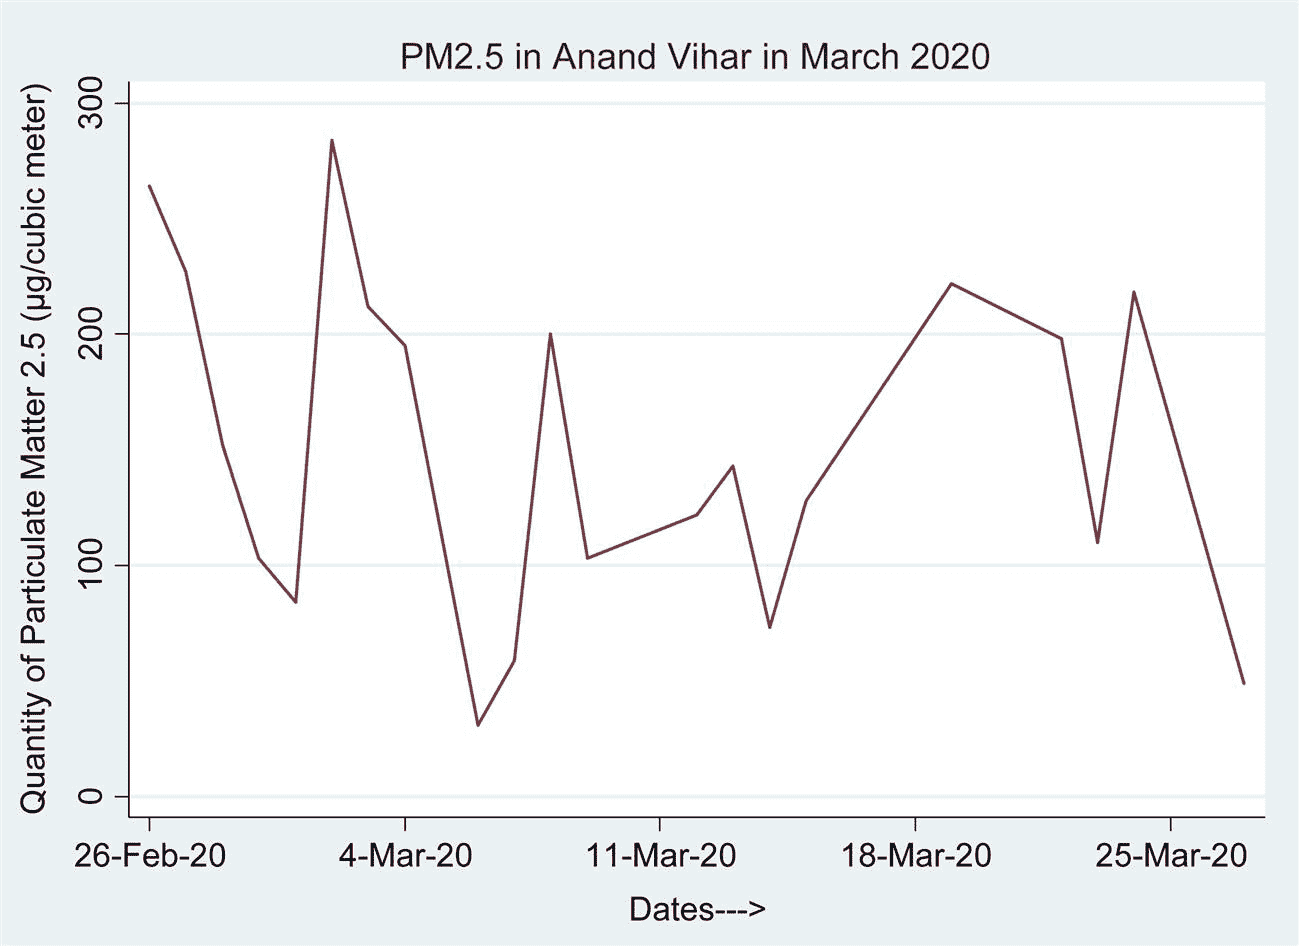 PM2.5 in Anand Vihar in March 2020
Quantity of Particulate Matter 2.5 (µg/cubic meter)
300
200
100
0
26-Feb-20 4-Mar-20 11-Mar-20 18-Mar-20 25-Mar-20
Dates--->